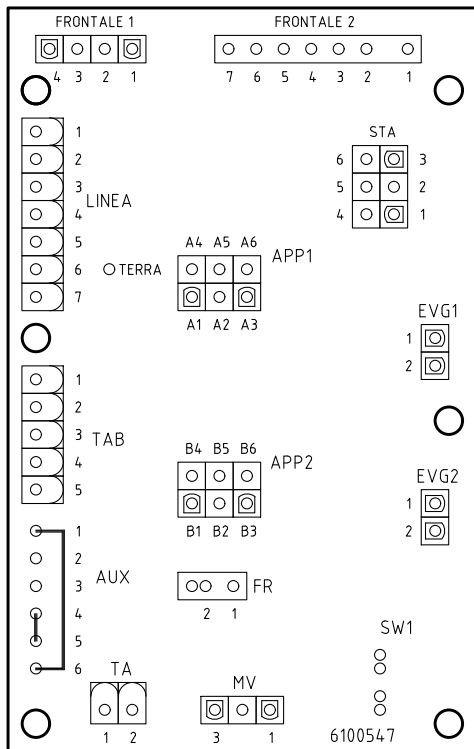 FRONTALE 1
FRONTALE 2
4 3 2 1
7 6 5 4 3 2 1
1
2
3
4
5
6
7
LINEA
TERRA
STA
6 3
5 2
4 1
A4 A5 A6
APP1
A1 A2 A3
EVG1
1
2
1
2
3
4
5
TAB
B4 B5 B6
APP2
B1 B2 B3
EVG2
1
2
1
2
3
4
5
6
AUX
FR
2 1
SW1
TA
1 2
MV
3 1
6100547